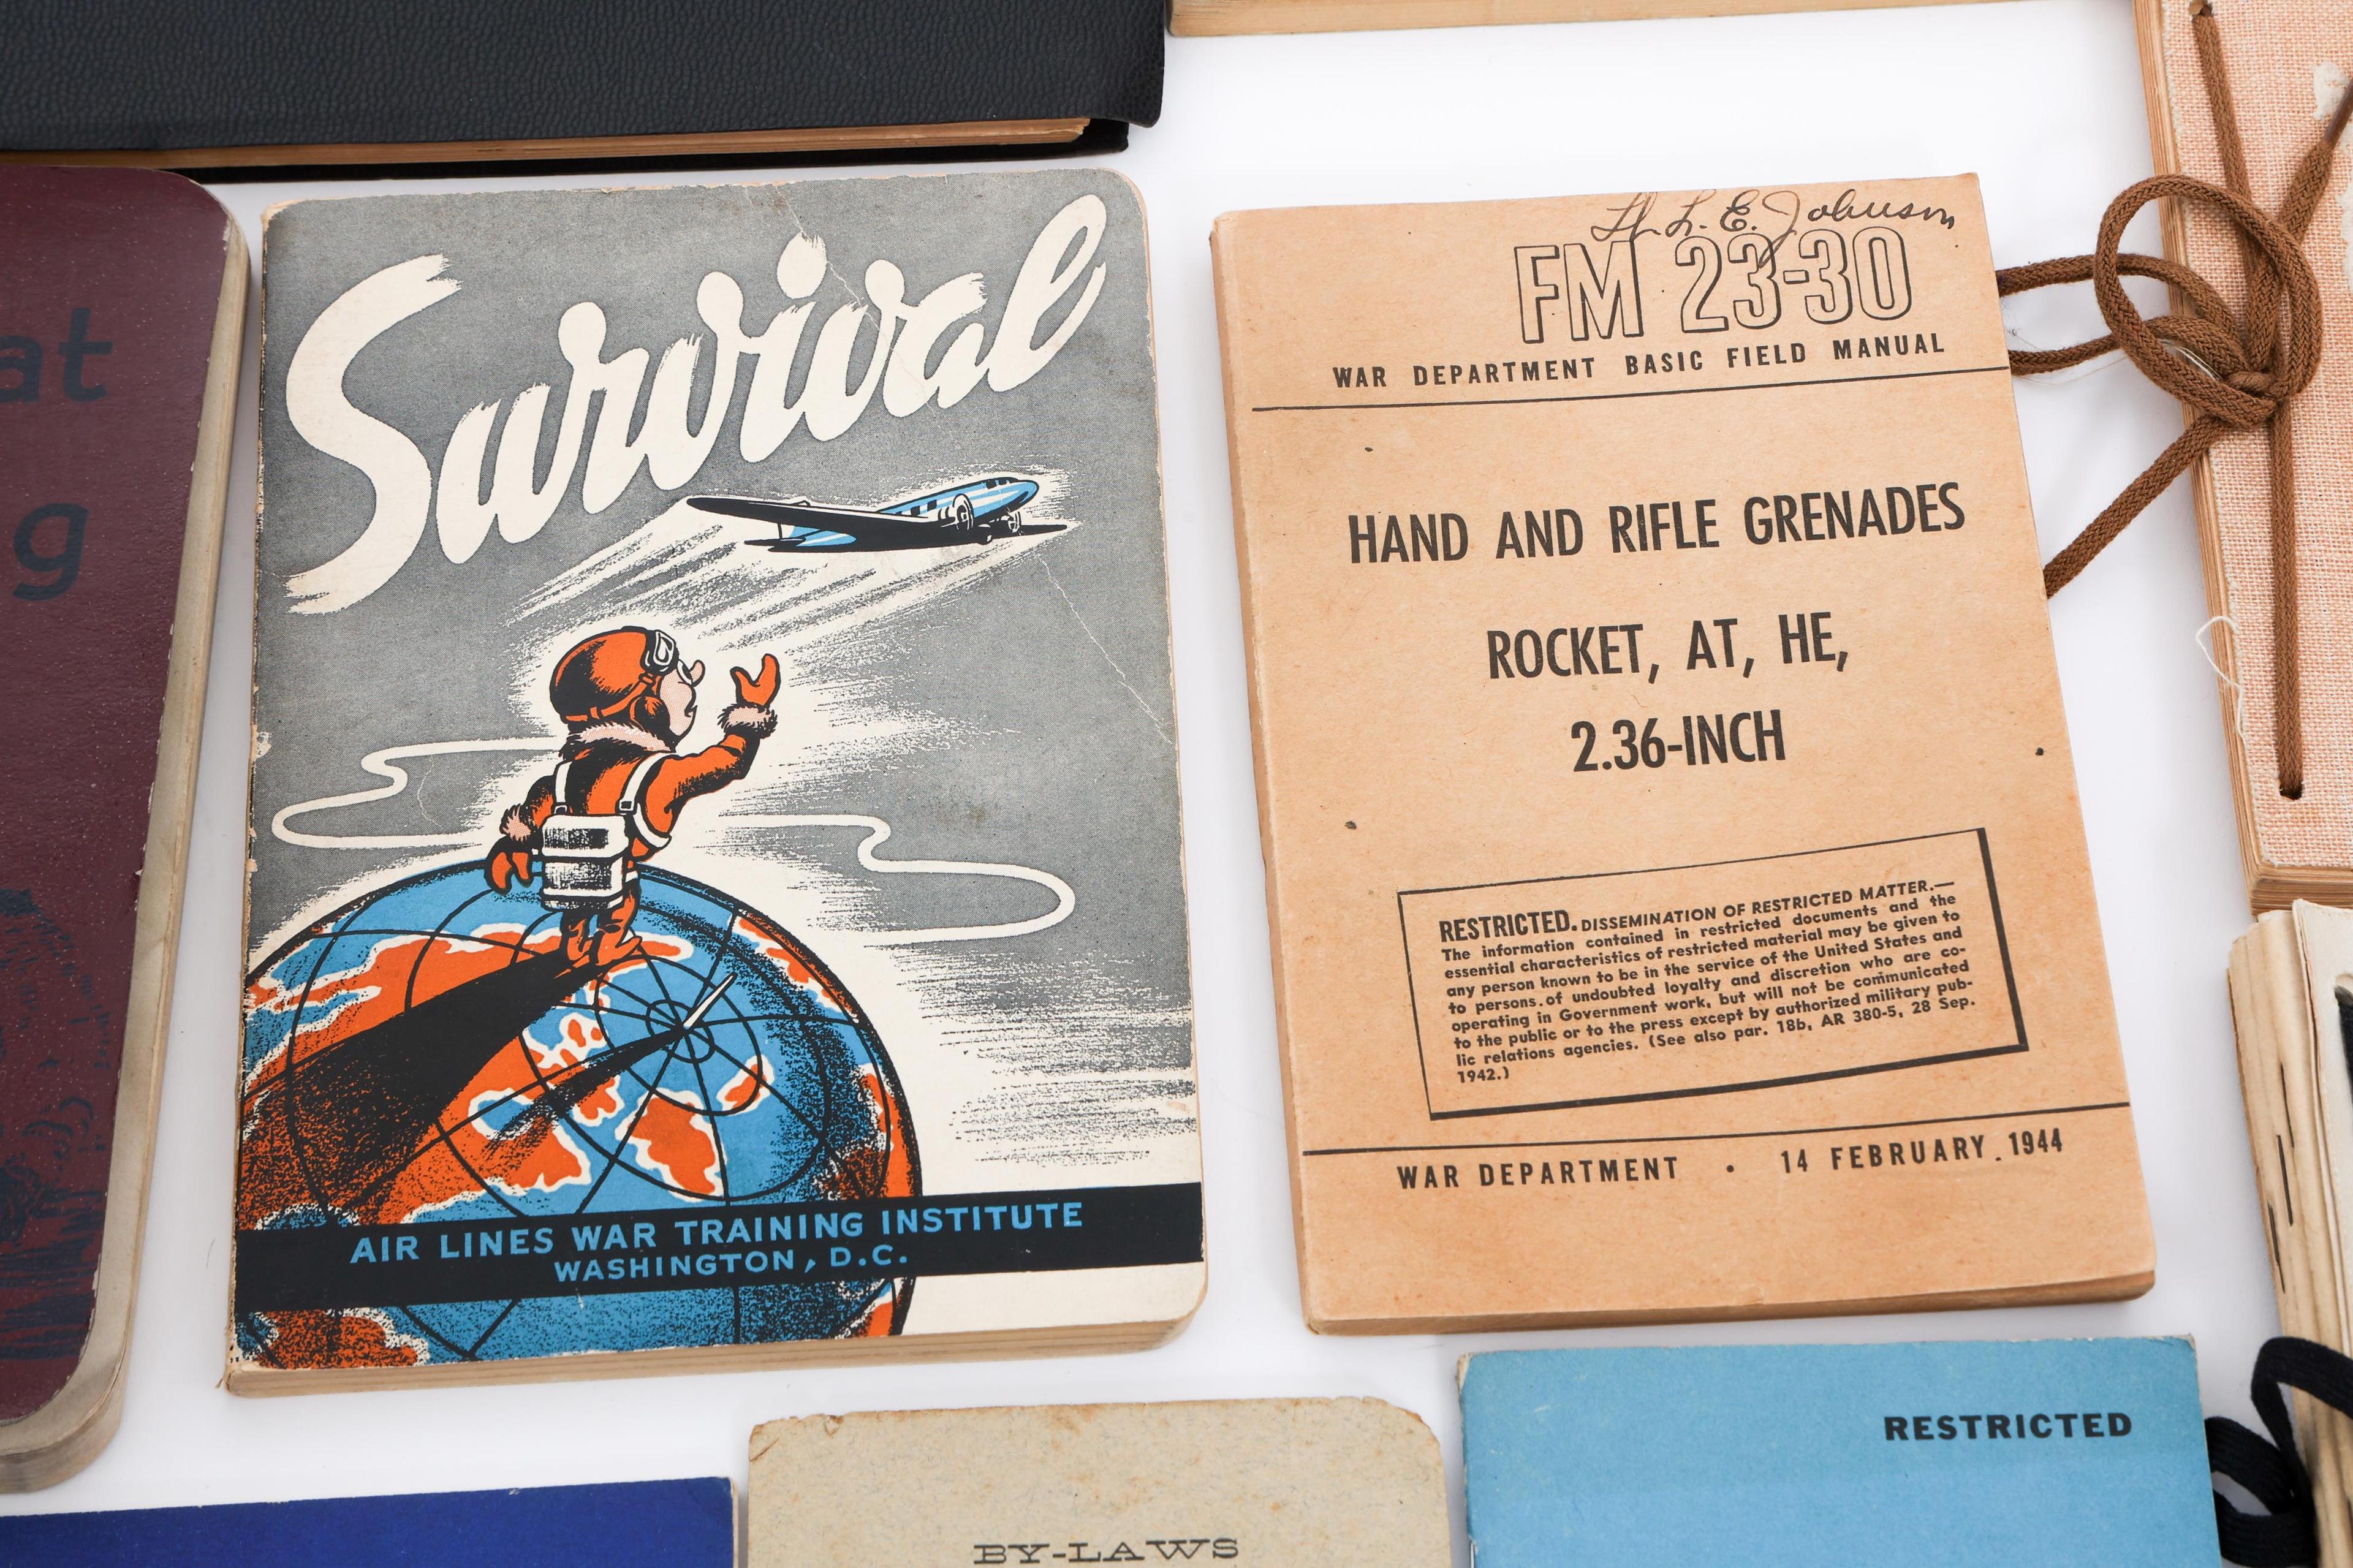 at
g
Survival
AIR LINES WAR TRAINING INSTITUTE
WASHINGTON, D.C.
Lt L. E. Johnson
FM 23-30
WAR DEPARTMENT BASIC FIELD MANUAL
HAND AND RIFLE GRENADES
ROCKET, AT, HE,
2.36-INCH
RESTRICTED. DISSEMINATION OF RESTRICTED MATTER.—
The information contained in restricted documents and the
essential characteristics of restricted material may be given to
any person known to be in the service of the United States and
to persons of undoubted loyalty and discretion who are co-
operating in Government work, but will not be communicated
to the public or to the press except by authorized military pub-
lic relations agencies. (See also par. 18b, AR 380-5, 28 Sep.
1942.)
WAR DEPARTMENT • 14 FEBRUARY, 1944
BY-LAWS
RESTRICTED